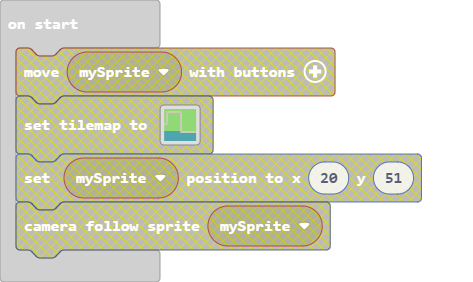 on start
move mySprite with buttons
set tilemap to
set mySprite position to x 20 y 51
camera follow sprite mySprite